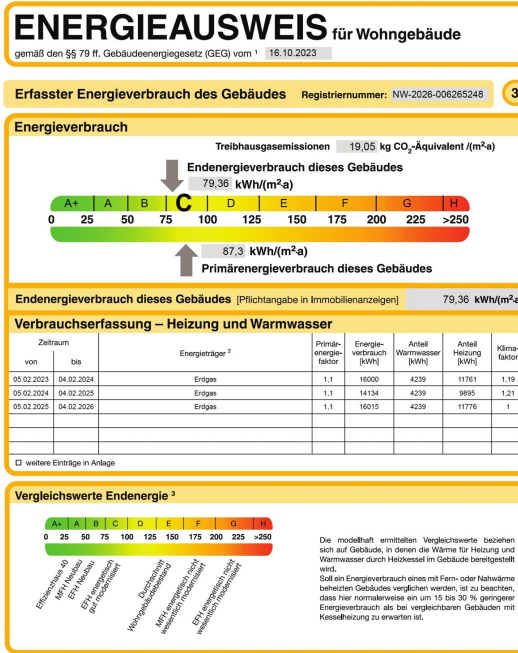 ENERGIEAUSWEIS für Wohngebäude
gemäß den §§ 79 ff. Gebäudeenergiegesetz (GEG) vom ¹ 16.10.2023
Erfasster Energieverbrauch des Gebäudes Registriernummer: NW-2026-006265248 3
Energieverbrauch
Treibhausgasemissionen 19,05 kg CO₂-Äquivalent /(m²·a)
Endenergieverbrauch dieses Gebäudes
79,36 kWh/(m²·a)
A+ A B C D E F G H
0 25 50 75 100 125 150 175 200 225 >250
87,3 kWh/(m²·a)
Primärenergieverbrauch dieses Gebäudes
Endenergieverbrauch dieses Gebäudes [Pflichtangabe in Immobilienanzeigen] 79,36 kWh/(m²·a
Verbrauchserfassung – Heizung und Warmwasser
Zeitraum
von bis
Energieträger ²
Primär-
energie-
faktor
Energie-
verbrauch
[kWh]
Anteil
Warmwasser
[kWh]
Anteil
Heizung
[kWh]
Klima-
faktor
05.02.2023 04.02.2024 Erdgas 1,1 16000 4239 11761 1,19
05.02.2024 04.02.2025 Erdgas 1,1 14134 4239 9895 1,21
05.02.2025 04.02.2026 Erdgas 1,1 16015 4239 11776 1
weitere Einträge in Anlage
Vergleichswerte Endenergie ³
A+ A B C D E F G H
0 25 50 75 100 125 150 175 200 225 >250
Effizienzhaus 40
MFH Neubau
EFH Neubau
EFH energetisch
gut modernisiert
Durchschnitt
Wohngebäudebestand
MFH energetisch nicht
wesentlich modernisiert
EFH energetisch nicht
wesentlich modernisiert
Die modellhaft ermittelten Vergleichswerte beziehen
sich auf Gebäude, in denen die Wärme für Heizung und
Warmwasser durch Heizkessel im Gebäude bereitgestellt
wird.
Soll ein Energieverbrauch eines mit Fern- oder Nahwärme
beheizten Gebäudes verglichen werden, ist zu beachten,
dass hier normalerweise ein um 15 bis 30 % geringerer
Energieverbrauch als bei vergleichbaren Gebäuden mit
Kesselheizung zu erwarten ist.